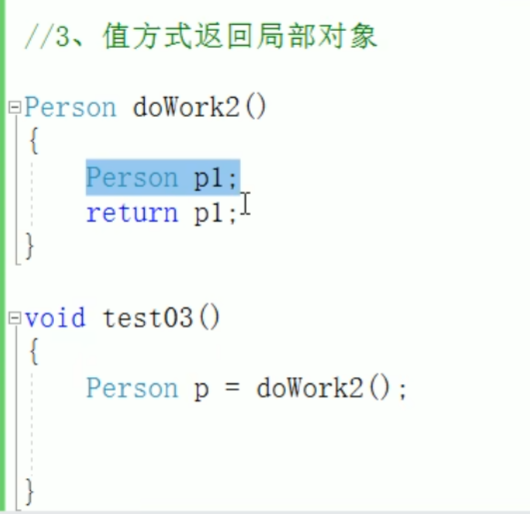 //3、值方式返回局部对象
Person doWork2()
{
Person p1;
return p1;
}
void test03()
{
Person p = doWork2();
}